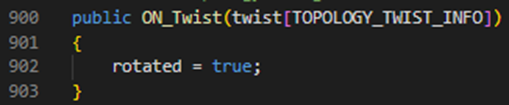 900 public ON_Twist(twist[TOPOLOGY_TWIST_INFO])
901 {
902     rotated = true;
903 }